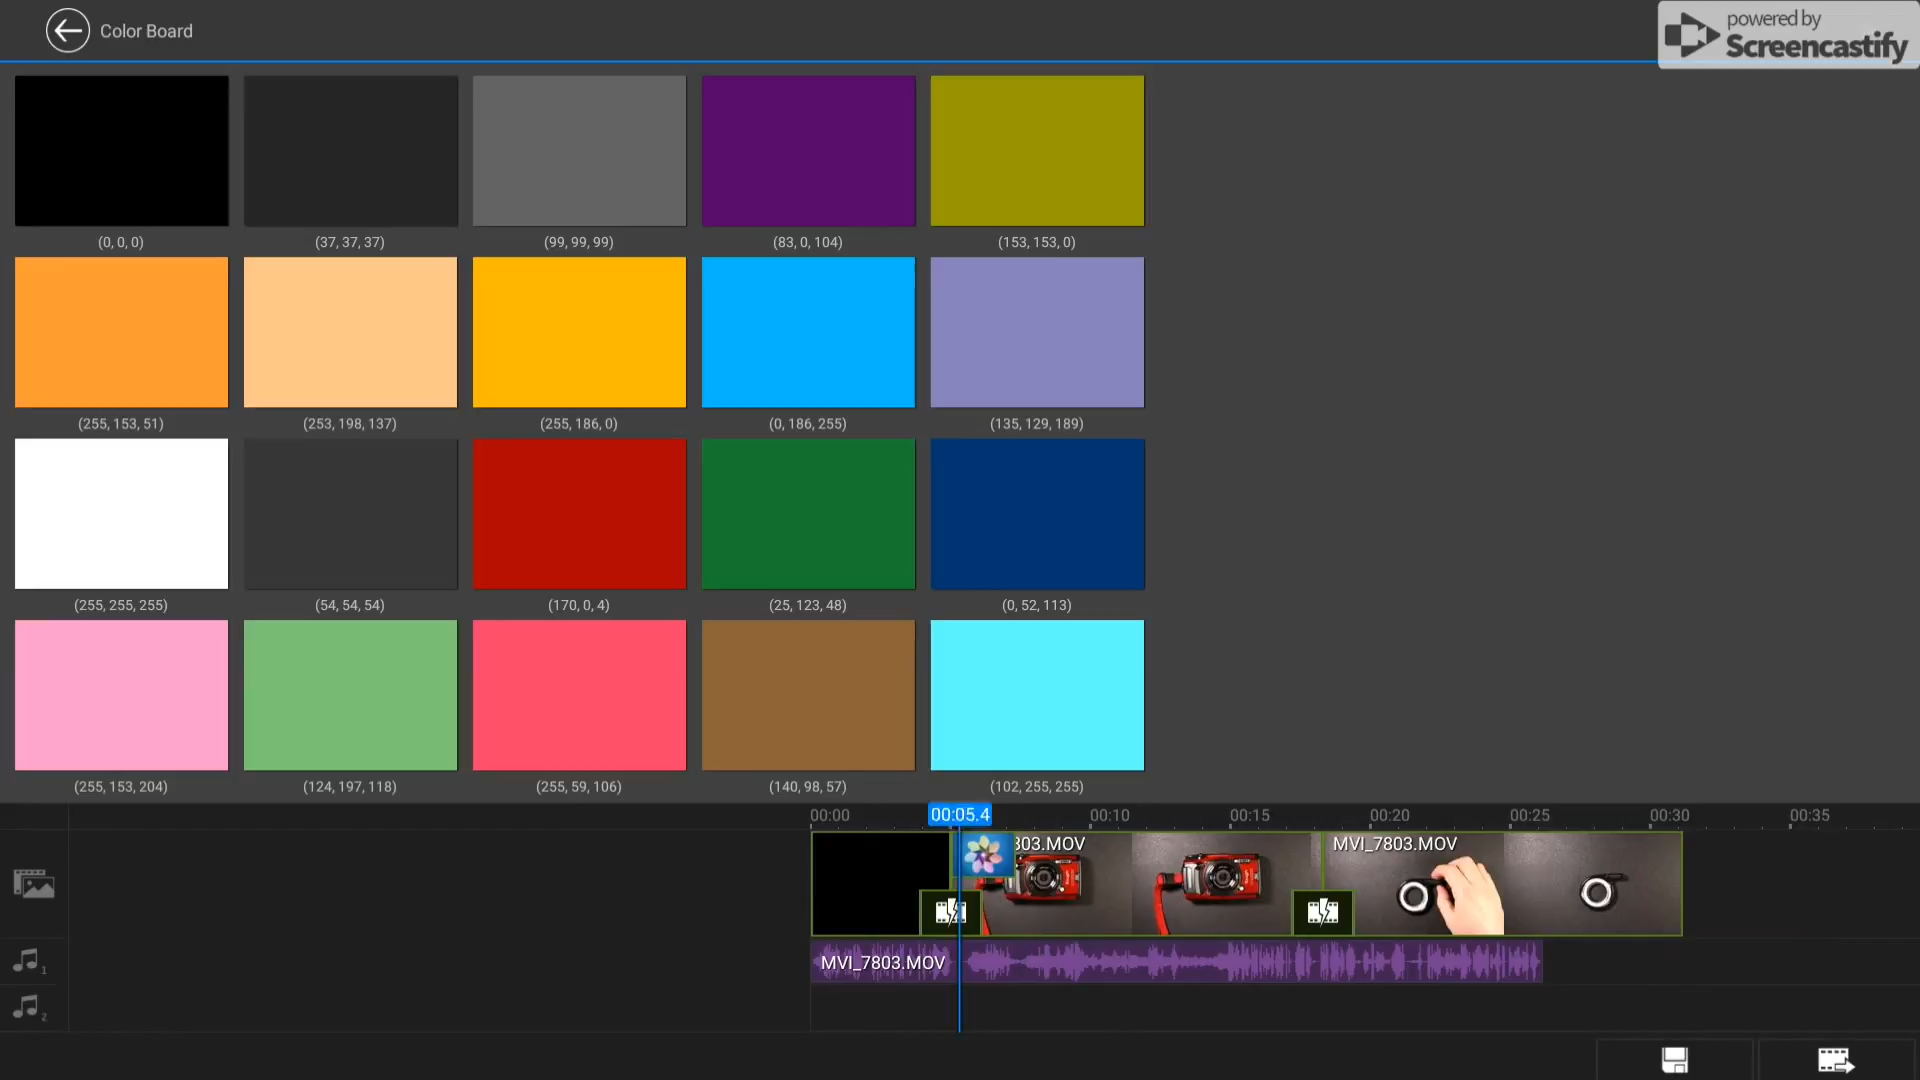 Color Board
powered by
Screencastify
(0, 0, 0)
(37, 37, 37)
(99, 99, 99)
(83, 0, 104)
(153, 153, 0)
(255, 153, 51)
(253, 198, 137)
(255, 186, 0)
(0, 186, 255)
(135, 129, 189)
(255, 255, 255)
(54, 54, 54)
(170, 0, 4)
(25, 123, 48)
(0, 52, 113)
(255, 153, 204)
(124, 197, 118)
(255, 59, 106)
(140, 98, 57)
(102, 255, 255)
00:00
00:05.4
00:10
00:15
00:20
00:25
00:30
00:35
303.MOV
MVI_7803.MOV
MVI_7803.MOV
1
2